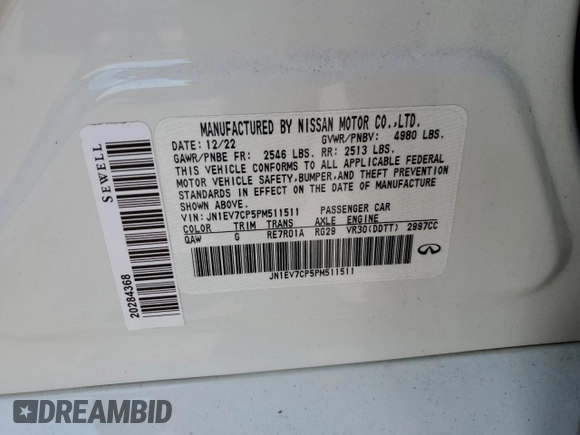 MANUFACTURED BY NISSAN MOTOR CO.,LTD.
DATE: 12/22 GVWR/PNBV: 4980 LBS.
GAWR/PNBE FR: 2546 LBS. RR: 2513 LBS.
THIS VEHICLE CONFORMS TO ALL APPLICABLE FEDERAL
MOTOR VEHICLE SAFETY,BUMPER,AND THEFT PREVENTION
STANDARDS IN EFFECT ON THE DATE OF MANUFACTURE
SHOWN ABOVE.
VIN: JN1EV7CP5PM511511 PASSENGER CAR
COLOR TRIM TRANS AXLE ENGINE
QAW G RE7R01A RG29 VR30(DDTT) 2997CC
JN1EV7CP5PM511511
SEWELL
20284368
DREAMBID